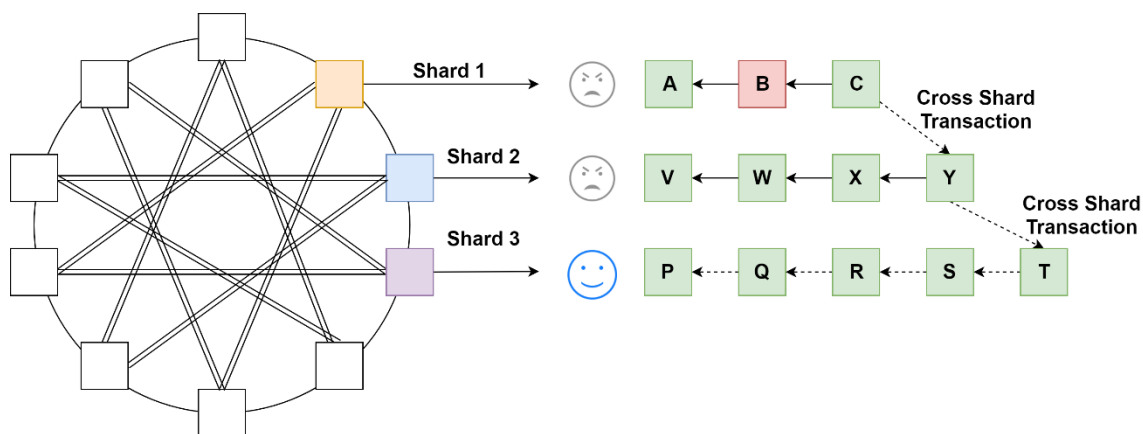 Shard 1
A
B
C
Cross Shard
Transaction
Shard 2
V
W
X
Y
Cross Shard
Transaction
Shard 3
P
Q
R
S
T